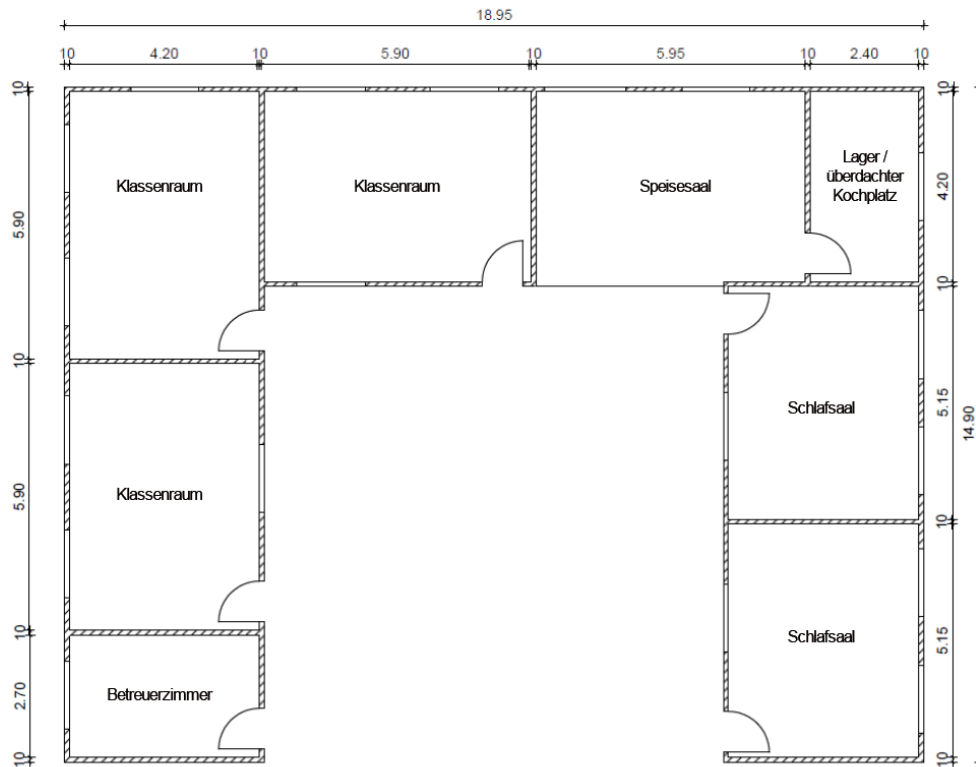 18.95
10 4.20 10 5.90 10 5.95 10 2.40 10
10
5.90
10
5.90
10
2.70
10
Klassenraum
Klassenraum
Speisesaal
Lager /
überdachter
Kochplatz
Klassenraum
Schlafsaal
Betreuerzimmer
Schlafsaal
10
4.20
10
5.15
10
5.15
10
14.90